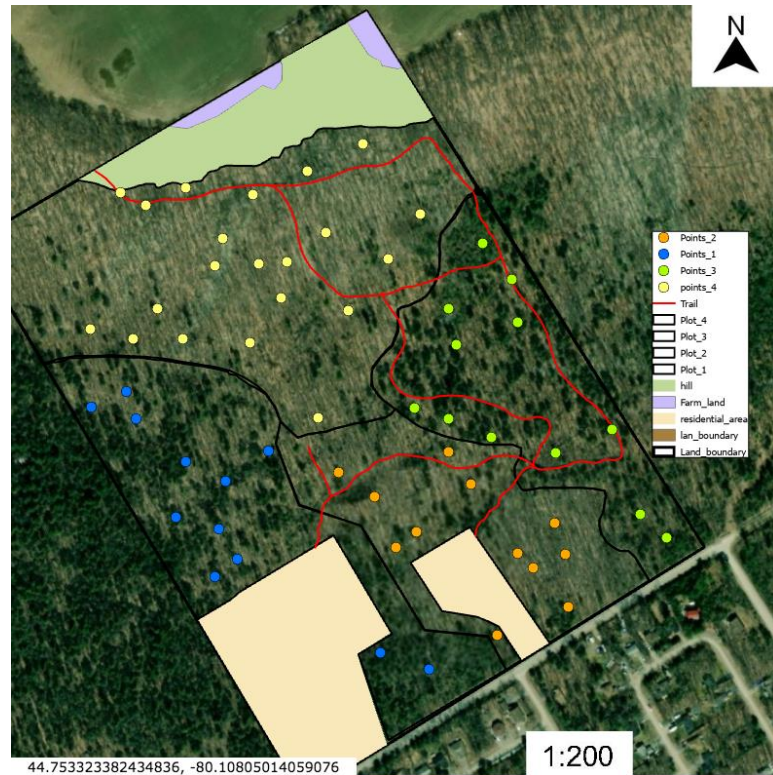 N
Points_2
Points_1
Points_3
points_4
Trail
Plot_4
Plot_3
Plot_2
Plot_1
hill
Farm_land
residential_area
lan_boundary
Land_boundary
44.753323382434836, -80.10805014059076
1:200